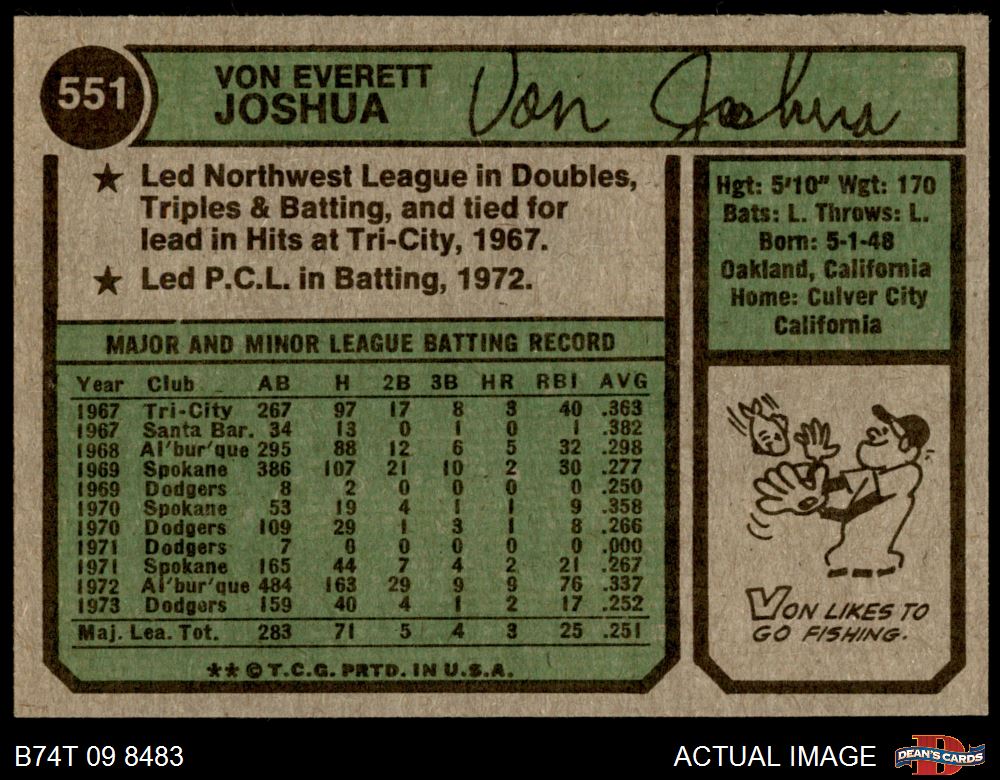 551
VON EVERETT
JOSHUA
Von Joshua
★ Led Northwest League in Doubles,
Triples & Batting, and tied for
lead in Hits at Tri-City, 1967.
★ Led P.C.L. in Batting, 1972.
Hgt: 5'10" Wgt: 170
Bats: L. Throws: L.
Born: 5-1-48
Oakland, California
Home: Culver City
California
MAJOR AND MINOR LEAGUE BATTING RECORD
Year Club AB H 2B 3B HR RBI AVG
1967 Tri-City 267 97 17 8 3 40 .363
1967 Santa Bar. 34 13 0 1 0 1 .382
1968 Al'bur'que 295 88 12 6 5 32 .298
1969 Spokane 386 107 21 10 2 30 .277
1969 Dodgers 8 2 0 0 0 0 .250
1970 Spokane 53 19 4 1 1 9 .358
1970 Dodgers 109 29 1 3 1 8 .266
1971 Dodgers 7 0 0 0 0 0 .000
1971 Spokane 165 44 7 4 2 21 .267
1972 Al'bur'que 484 163 29 9 9 76 .337
1973 Dodgers 159 40 4 1 2 17 .252
Maj. Lea. Tot. 283 71 5 4 3 25 .251
** © T.C.G. PRTD. IN U.S.A.
VON LIKES TO
GO FISHING.
B74T 09 8483
ACTUAL IMAGE
D
DEAN'S CARDS